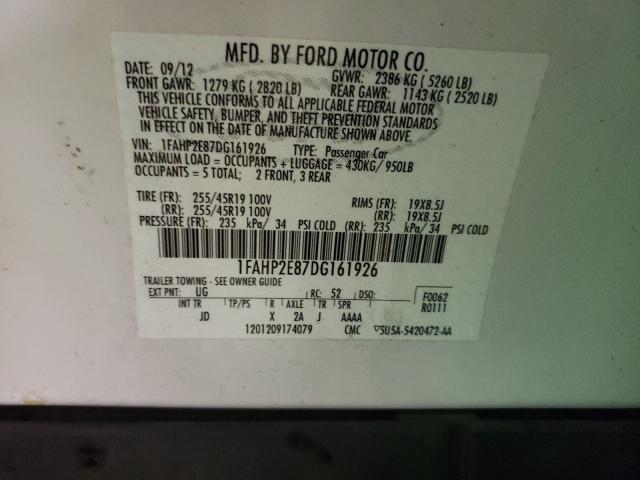 MFD. BY FORD MOTOR CO.
DATE: 09/12 GVWR: 2386 KG ( 5260 LB)
FRONT GAWR: 1279 KG ( 2820 LB) REAR GAWR: 1143 KG ( 2520 LB)
THIS VEHICLE CONFORMS TO ALL APPLICABLE FEDERAL MOTOR
VEHICLE SAFETY, BUMPER, AND THEFT PREVENTION STANDARDS
IN EFFECT ON THE DATE OF MANUFACTURE SHOWN ABOVE.
VIN: 1FAHP2E87DG161926 TYPE: Passenger Car
MAXIMUM LOAD = OCCUPANTS + LUGGAGE = 430KG/ 950LB
OCCUPANTS = 5 TOTAL; 2 FRONT, 3 REAR
TIRE (FR): 255/45R19 100V RIMS (FR): 19X8.5J
(RR): 255/45R19 100V (RR): 19X8.5J
PRESSURE (FR): 235 kPa/ 34 PSI COLD (RR): 235 kPa/ 34 PSI COLD
1FAHP2E87DG161926
TRAILER TOWING - SEE OWNER GUIDE
EXT PNT: UG RC: 52 DSO: FD062
INT TR TP/PS R AXLE TR SPR R0111
JD X 2A J AAAA
1201209174079 CMC ▽5U5A-5420472-AA